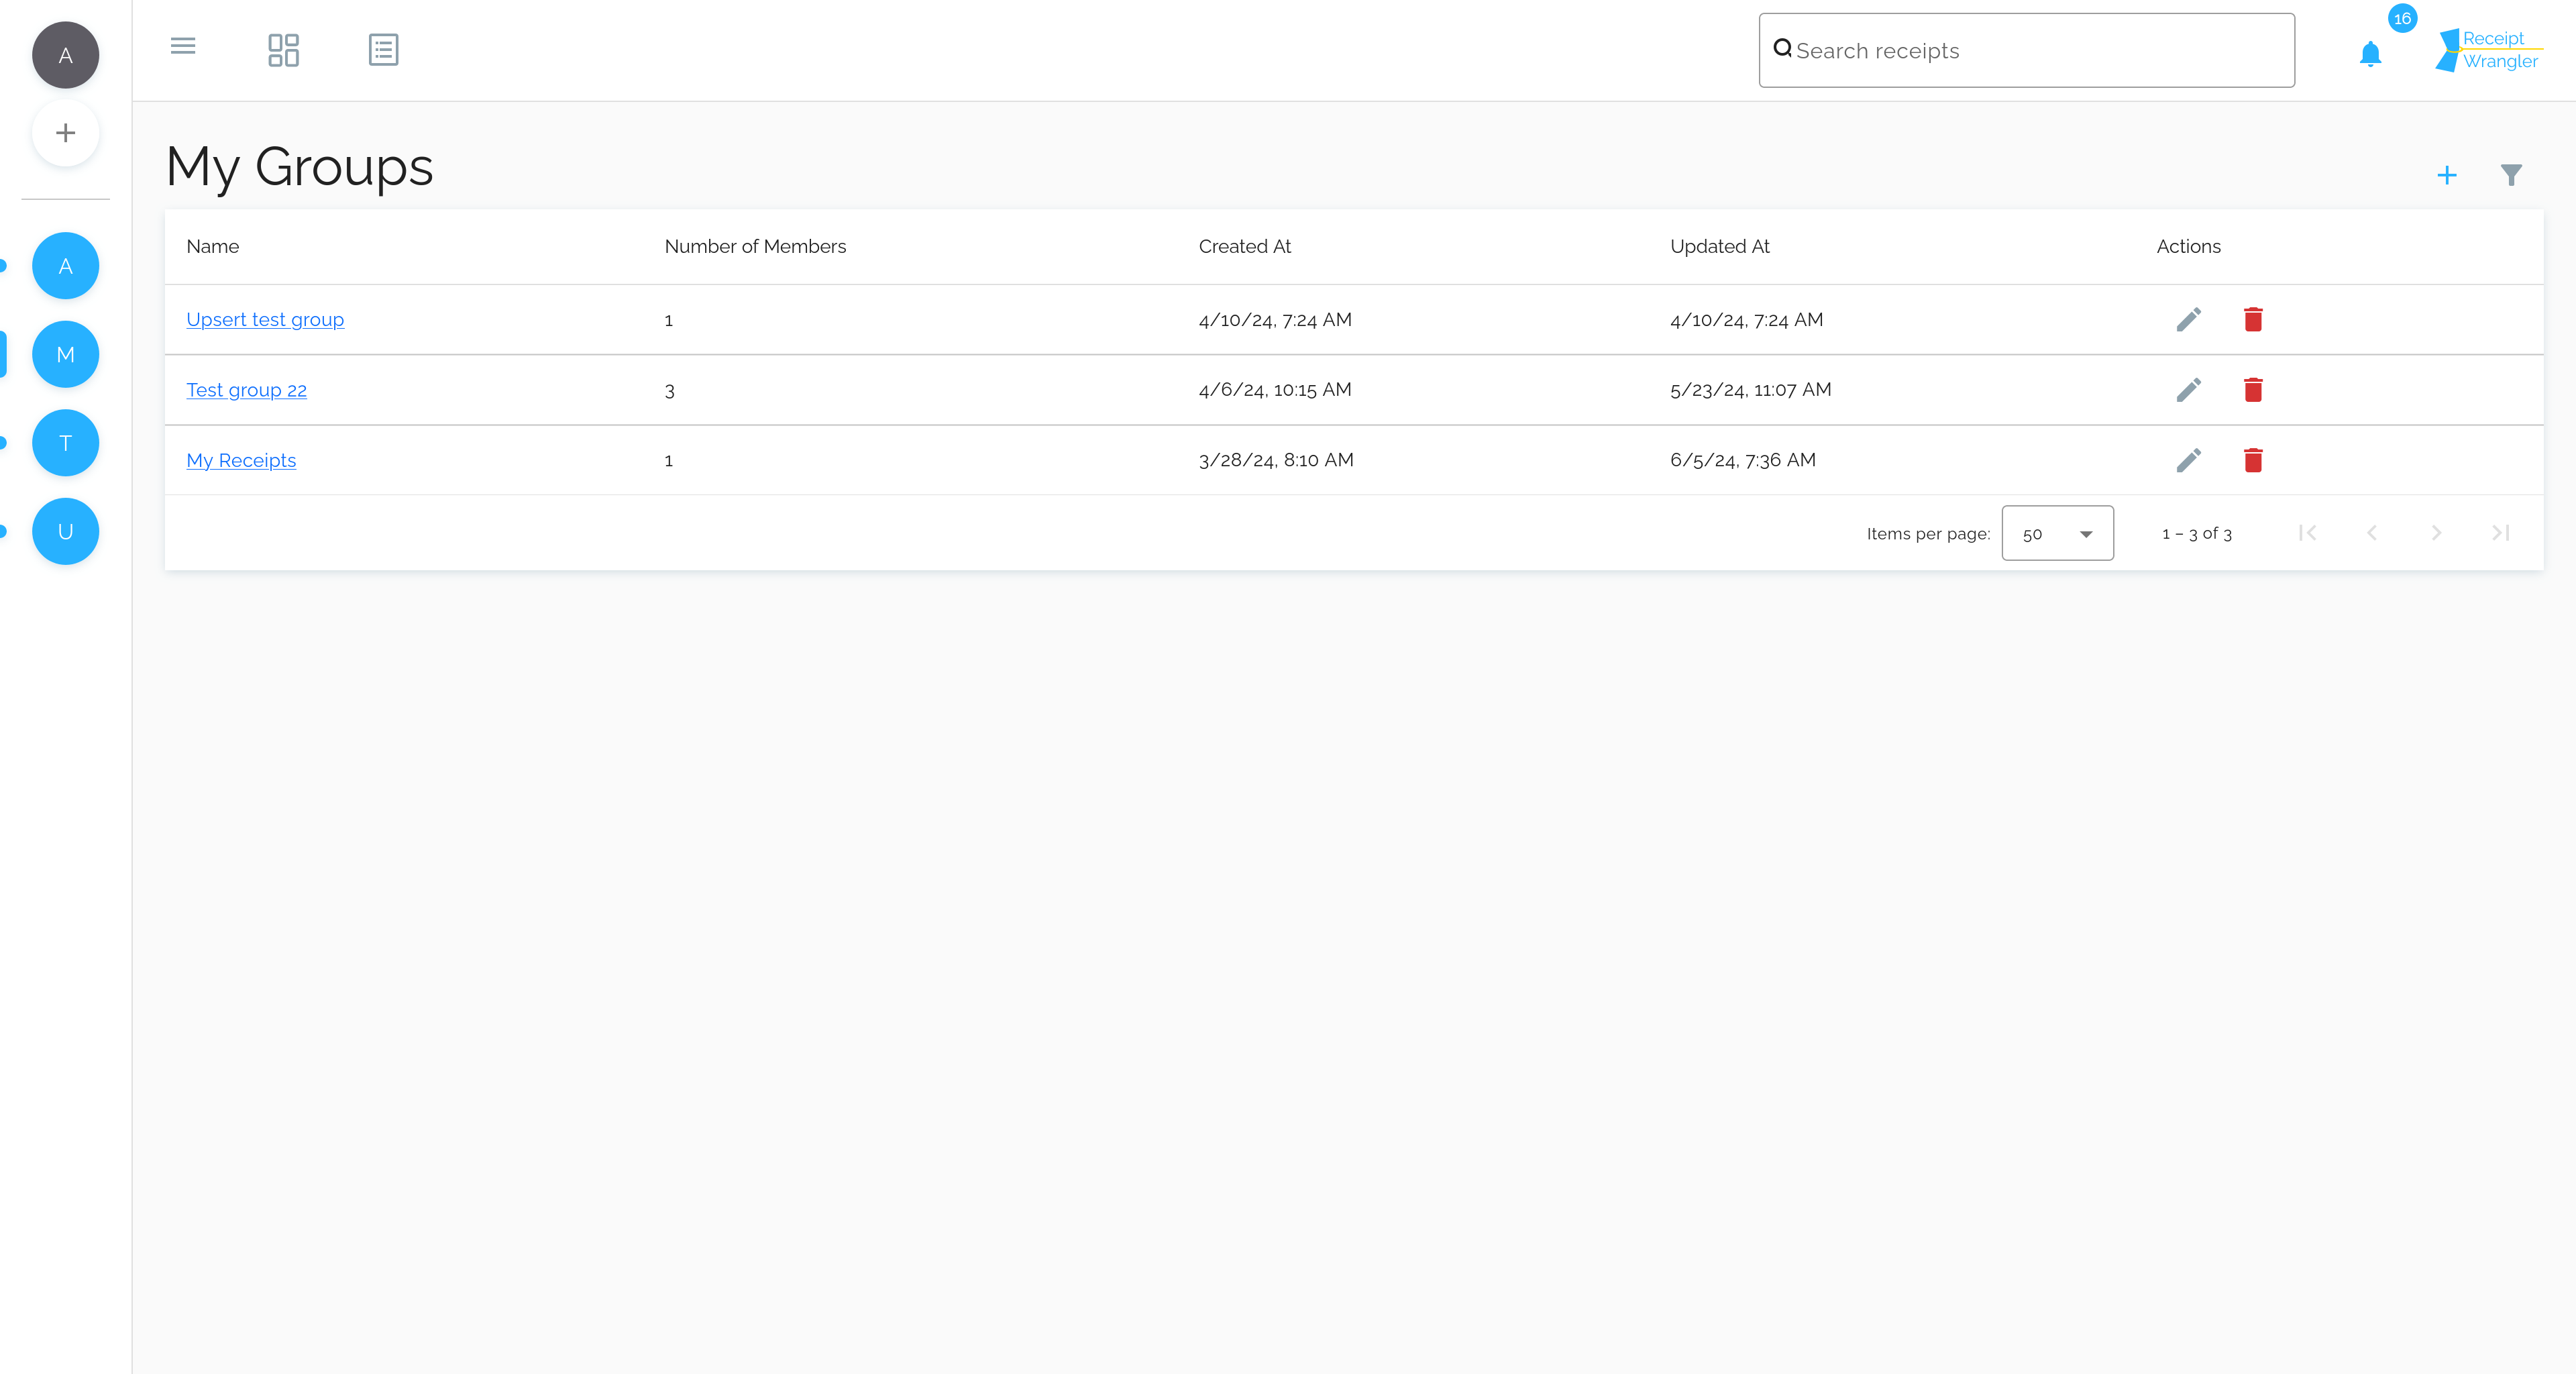 A
A
M
T
U
Search receipts
16
Receipt
Wrangler
My Groups
Name Number of Members Created At Updated At Actions
Upsert test group 1 4/10/24, 7:24 AM 4/10/24, 7:24 AM
Test group 22 3 4/6/24, 10:15 AM 5/23/24, 11:07 AM
My Receipts 1 3/28/24, 8:10 AM 6/5/24, 7:36 AM
Items per page: 50 1 – 3 of 3